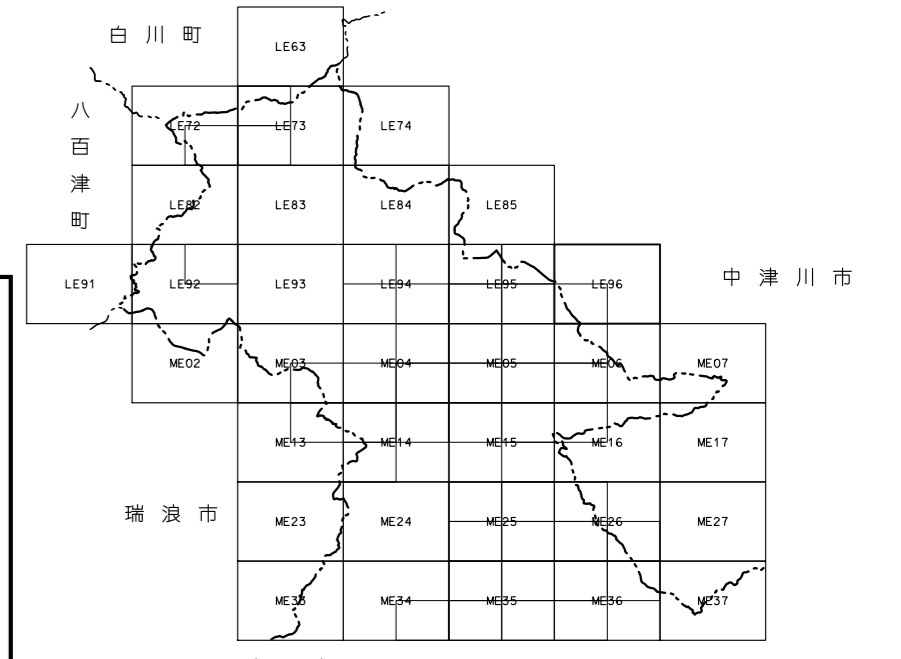 白川町
LE63
八百津町
LE72 LE73 LE74
LE82 LE83 LE84 LE85
LE91 LE92 LE93 LE94 LE95 LE96
中津川市
ME02 ME03 ME04 ME05 ME06 ME07
ME13 ME14 ME15 ME16 ME17
瑞浪市
ME23 ME24 ME25 ME26 ME27
ME33 ME34 ME35 ME36 ME37